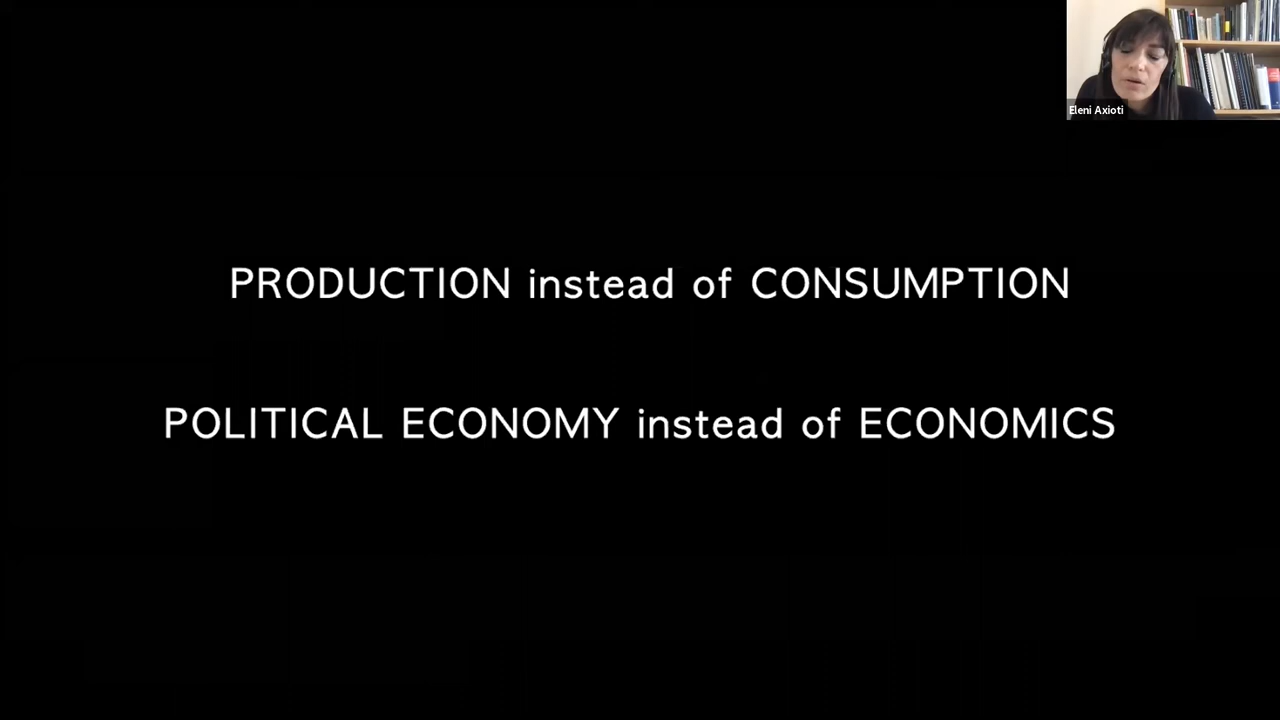 Eleni Axioti
PRODUCTION instead of CONSUMPTION
POLITICAL ECONOMY instead of ECONOMICS